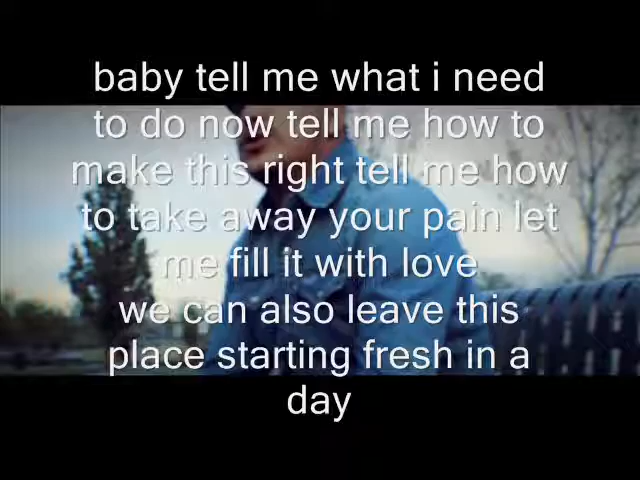 baby tell me what i need
to do now tell me how to
make this right tell me how
to take away your pain let
me fill it with love
we can also leave this
place starting fresh in a
day